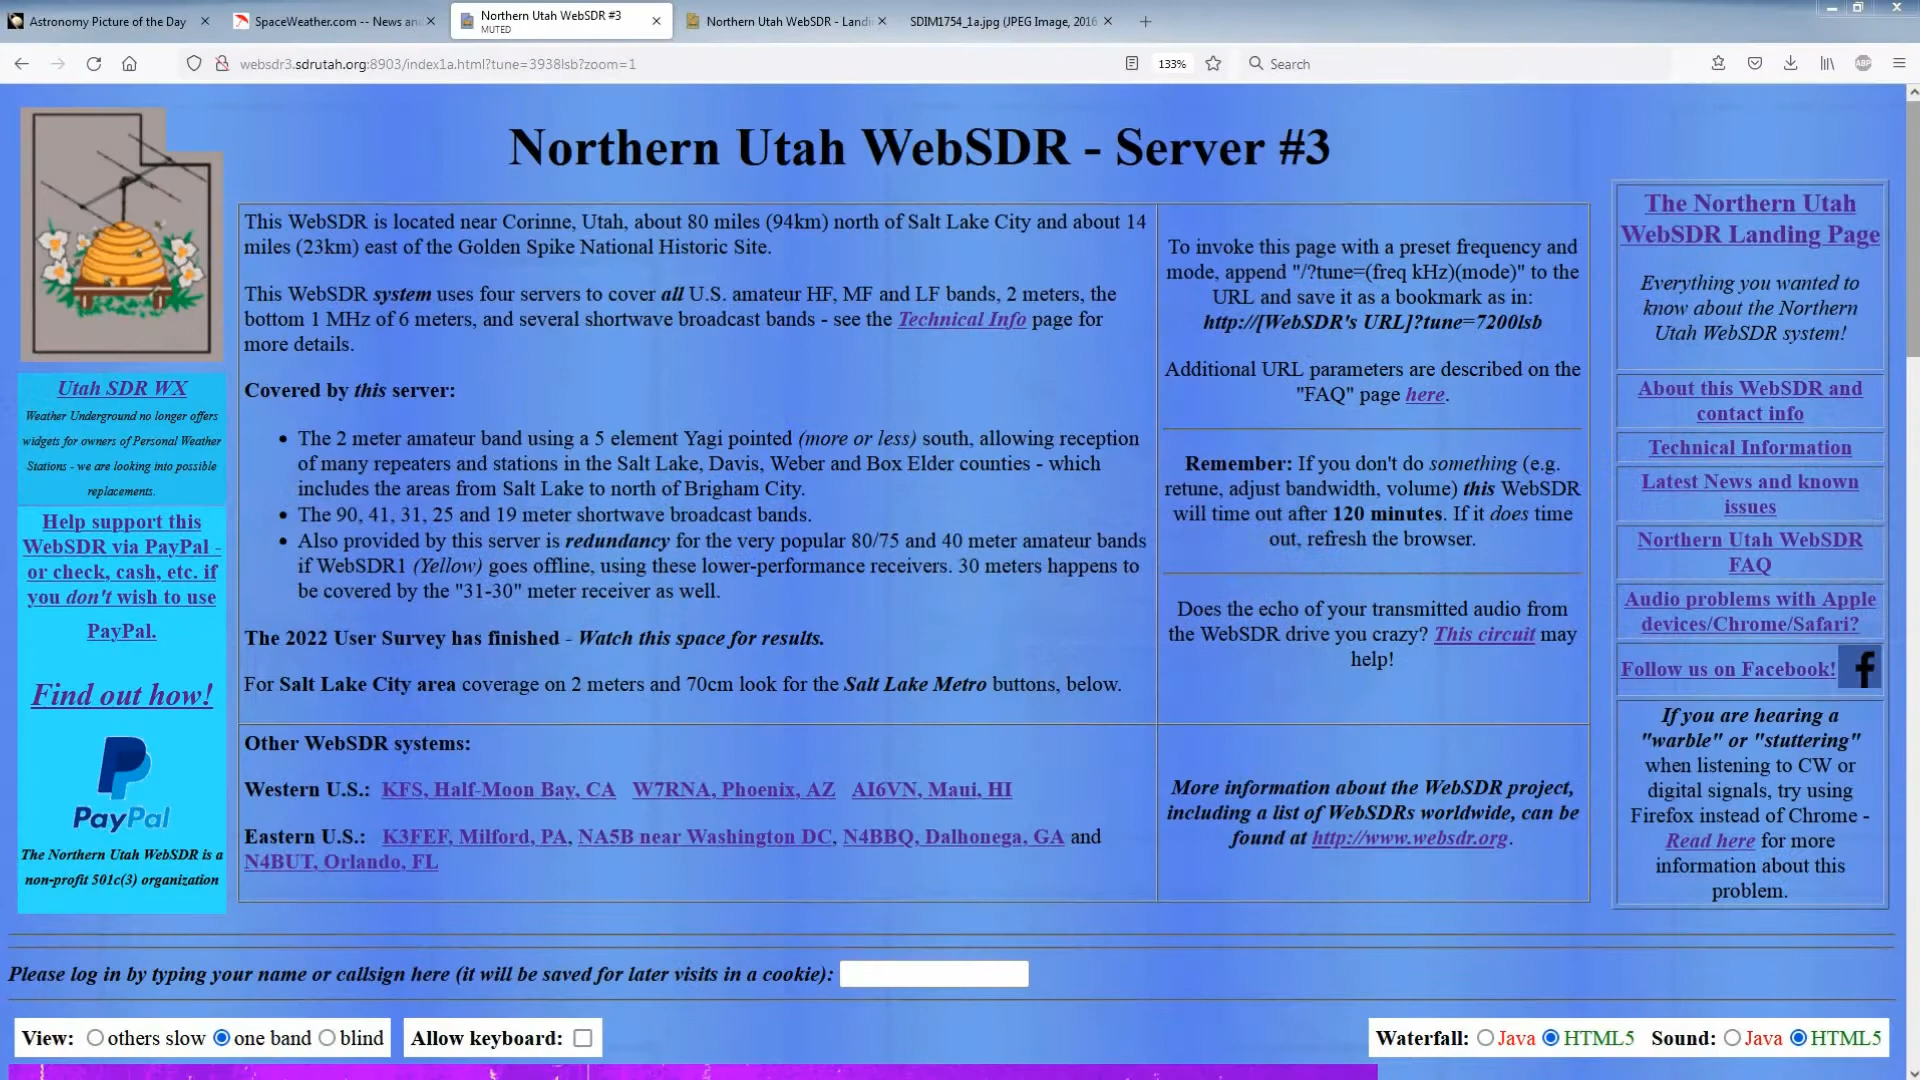 Astronomy Picture of the Day
SpaceWeather.com -- News an
Northern Utah WebSDR #3
MUTED
Northern Utah WebSDR - Landi
SDIM1754_1a.jpg (JPEG Image, 2016
websdr3.sdrutah.org:8903/index1a.html?tune=3938lsb?zoom=1
133%
Search
ABP
Northern Utah WebSDR - Server #3
Utah SDR WX
Weather Underground no longer offers
widgets for owners of Personal Weather
Stations - we are looking into possible
replacements.
Help support this
WebSDR via PayPal -
or check, cash, etc. if
you don't wish to use
PayPal.
Find out how!
PayPal
The Northern Utah WebSDR is a
non-profit 501c(3) organization
This WebSDR is located near Corinne, Utah, about 80 miles (94km) north of Salt Lake City and about 14
miles (23km) east of the Golden Spike National Historic Site.
This WebSDR system uses four servers to cover all U.S. amateur HF, MF and LF bands, 2 meters, the
bottom 1 MHz of 6 meters, and several shortwave broadcast bands - see the Technical Info page for
more details.
Covered by this server:
• The 2 meter amateur band using a 5 element Yagi pointed (more or less) south, allowing reception
of many repeaters and stations in the Salt Lake, Davis, Weber and Box Elder counties - which
includes the areas from Salt Lake to north of Brigham City.
• The 90, 41, 31, 25 and 19 meter shortwave broadcast bands.
• Also provided by this server is redundancy for the very popular 80/75 and 40 meter amateur bands
if WebSDR1 (Yellow) goes offline, using these lower-performance receivers. 30 meters happens to
be covered by the "31-30" meter receiver as well.
The 2022 User Survey has finished - Watch this space for results.
For Salt Lake City area coverage on 2 meters and 70cm look for the Salt Lake Metro buttons, below.
To invoke this page with a preset frequency and
mode, append "/?tune=(freq kHz)(mode)" to the
URL and save it as a bookmark as in:
http://[WebSDR's URL]?tune=7200lsb
Additional URL parameters are described on the
"FAQ" page here.
Remember: If you don't do something (e.g.
retune, adjust bandwidth, volume) this WebSDR
will time out after 120 minutes. If it does time
out, refresh the browser.
Does the echo of your transmitted audio from
the WebSDR drive you crazy? This circuit may
help!
Other WebSDR systems:
Western U.S.: KFS, Half-Moon Bay, CA W7RNA, Phoenix, AZ AI6VN, Maui, HI
Eastern U.S.: K3FEF, Milford, PA, NA5B near Washington DC, N4BBQ, Dalhonega, GA and
N4BUT, Orlando, FL
More information about the WebSDR project,
including a list of WebSDRs worldwide, can be
found at http://www.websdr.org.
The Northern Utah
WebSDR Landing Page
Everything you wanted to
know about the Northern
Utah WebSDR system!
About this WebSDR and
contact info
Technical Information
Latest News and known
issues
Northern Utah WebSDR
FAQ
Audio problems with Apple
devices/Chrome/Safari?
Follow us on Facebook! f
If you are hearing a
"warble" or "stuttering"
when listening to CW or
digital signals, try using
Firefox instead of Chrome -
Read here for more
information about this
problem.
Please log in by typing your name or callsign here (it will be saved for later visits in a cookie):
View: others slow one band blind Allow keyboard: Waterfall: Java HTML5 Sound: Java HTML5